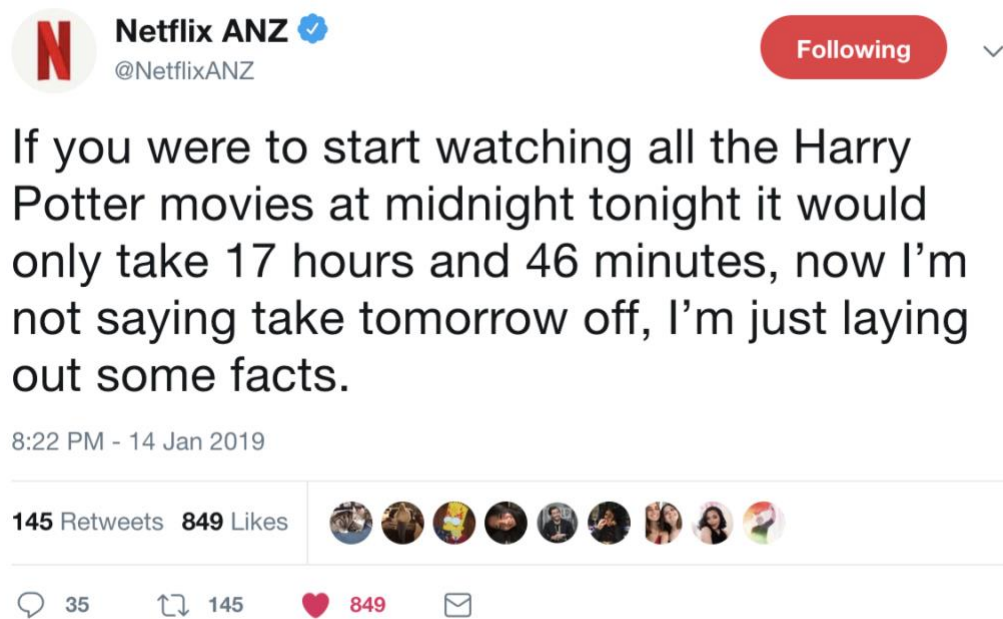 N
Netflix ANZ
@NetflixANZ
Following
If you were to start watching all the Harry
Potter movies at midnight tonight it would
only take 17 hours and 46 minutes, now I’m
not saying take tomorrow off, I’m just laying
out some facts.
8:22 PM - 14 Jan 2019
145 Retweets 849 Likes
35 145 849